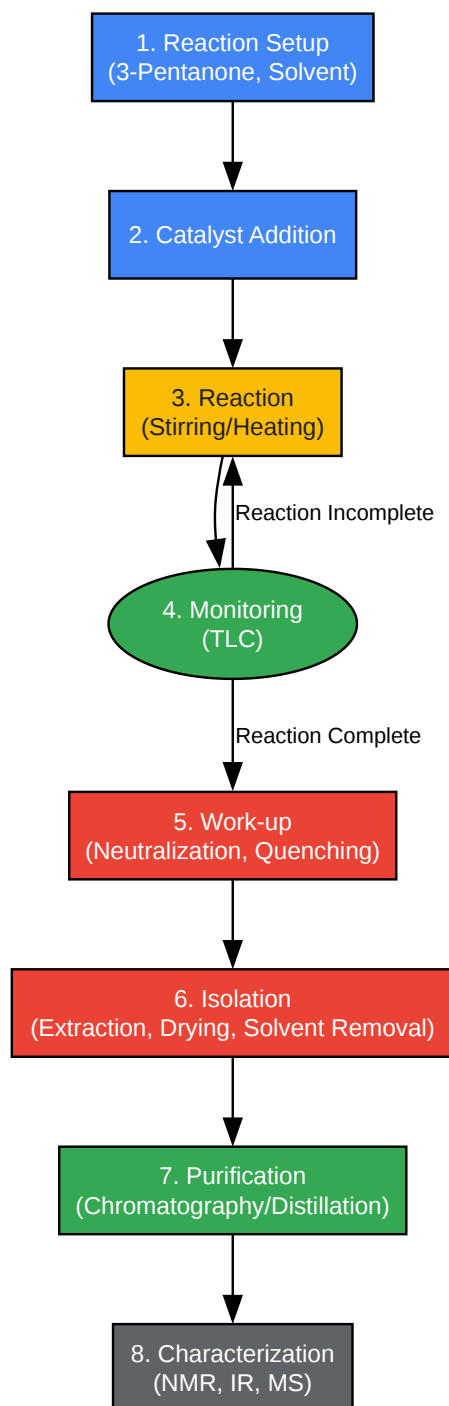 1. Reaction Setup
(3-Pentanone, Solvent)
2. Catalyst Addition
3. Reaction
(Stirring/Heating)
Reaction Incomplete
4. Monitoring
(TLC)
Reaction Complete
5. Work-up
(Neutralization, Quenching)
6. Isolation
(Extraction, Drying, Solvent Removal)
7. Purification
(Chromatography/Distillation)
8. Characterization
(NMR, IR, MS)